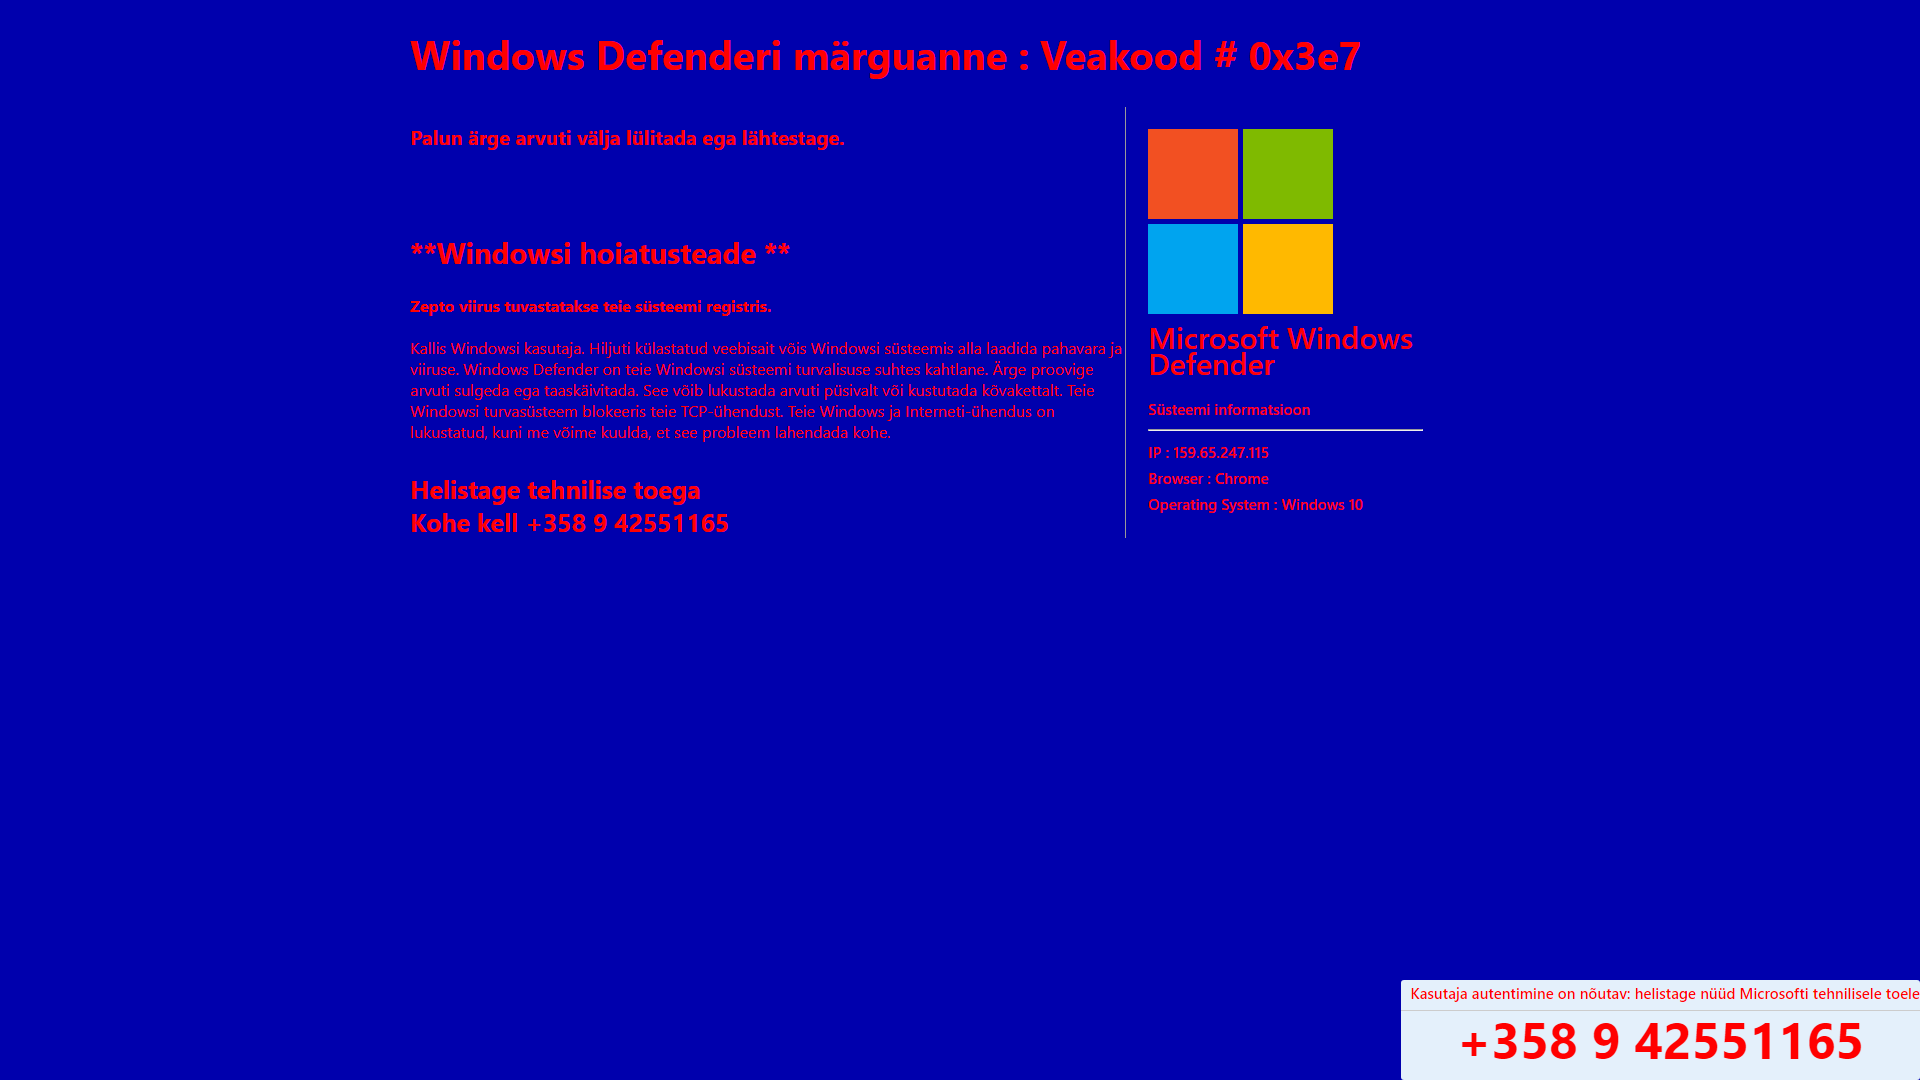 Windows Defenderi märguanne : Veakood # 0x3e7
Palun ärge arvuti välja lülitada ega lähtestage.
**Windowsi hoiatusteade **
Zepto viirus tuvastatakse teie süsteemi registris.
Kallis Windowsi kasutaja. Hiljuti külastatud veebisait võis Windowsi süsteemis alla laadida pahavara ja
viiruse. Windows Defender on teie Windowsi süsteemi turvalisuse suhtes kahtlane. Ärge proovige
arvuti sulgeda ega taaskäivitada. See võib lukustada arvuti püsivalt või kustutada kõvakettalt. Teie
Windowsi turvasüsteem blokeeris teie TCP-ühendust. Teie Windows ja Interneti-ühendus on
lukustatud, kuni me võime kuulda, et see probleem lahendada kohe.
Helistage tehnilise toega
Kohe kell +358 9 42551165
Microsoft Windows
Defender
Süsteemi informatsioon
IP : 159.65.247.115
Browser : Chrome
Operating System : Windows 10
Kasutaja autentimine on nõutav: helistage nüüd Microsofti tehnilisele toele
+358 9 42551165